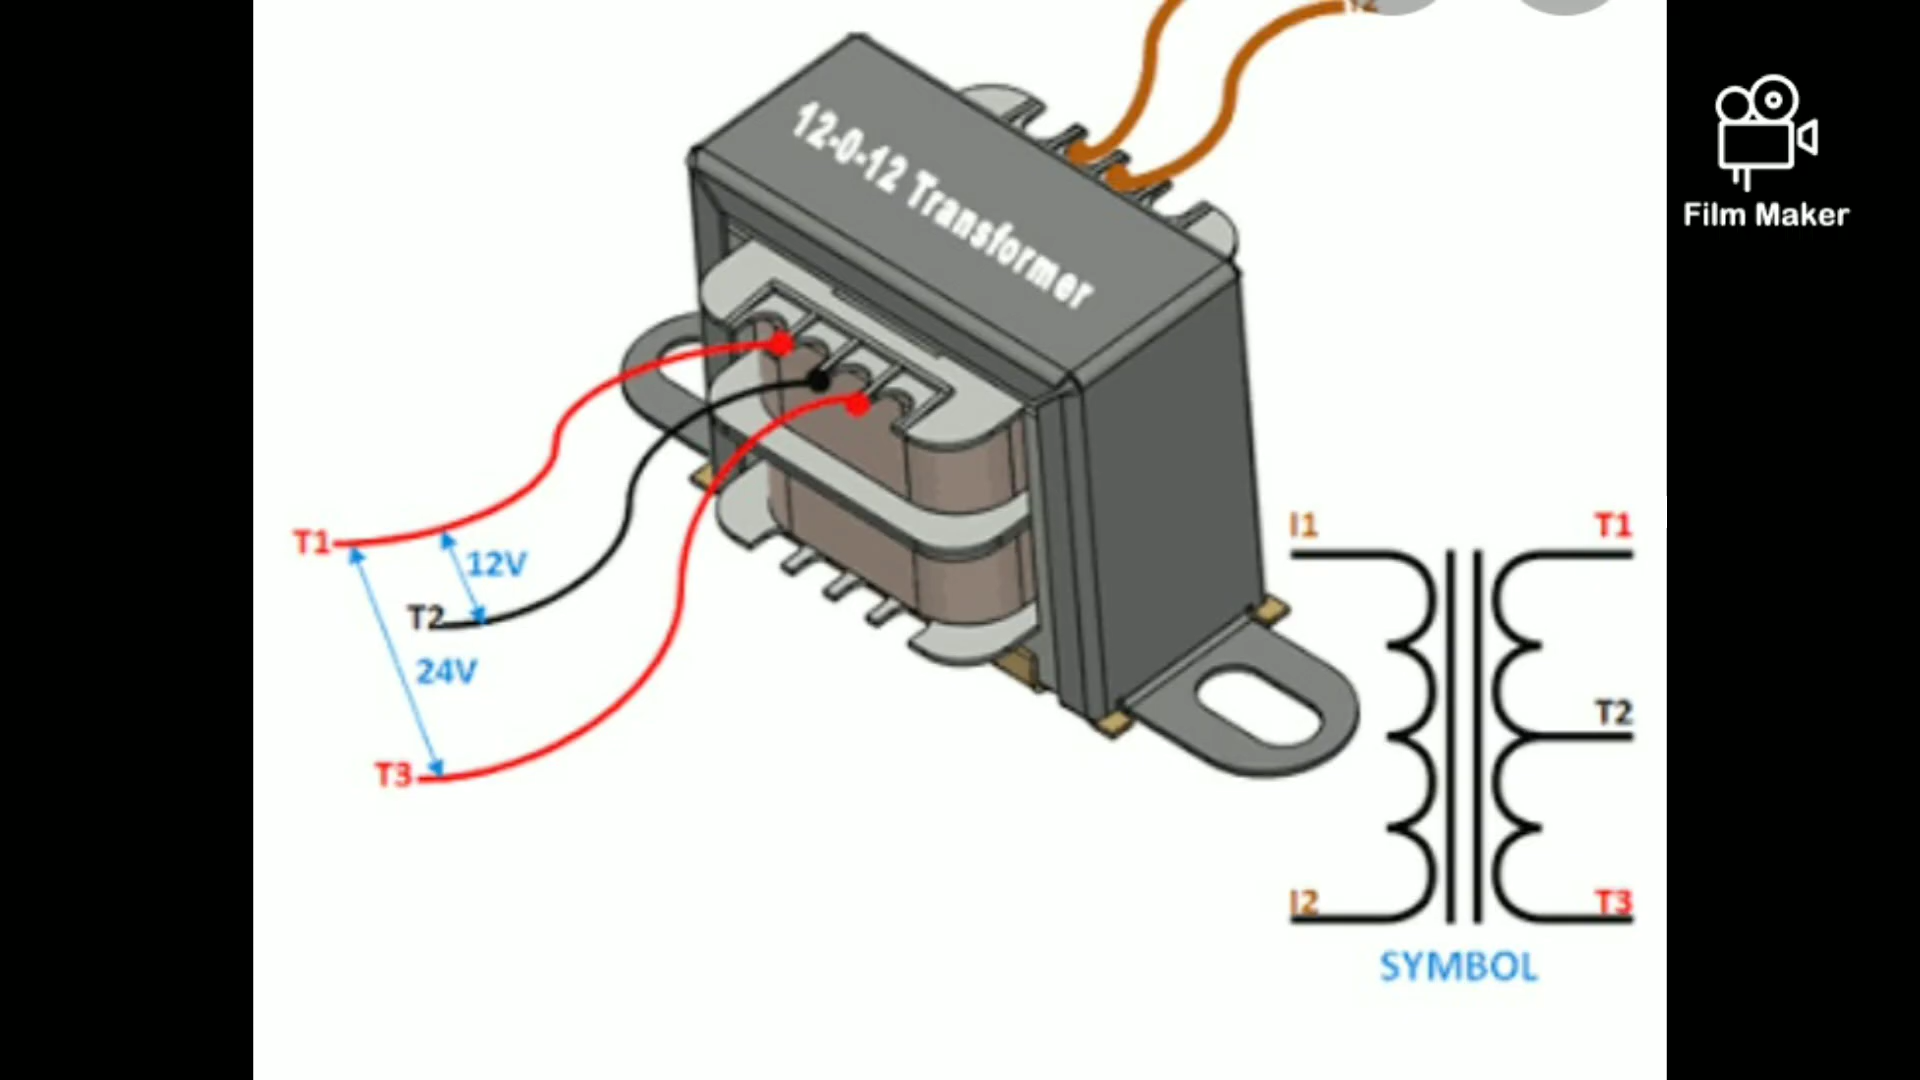 12-0-12 Transformer
Film Maker
T1
12V
T2
24V
T3
I1
T1
T2
I2
T3
SYMBOL